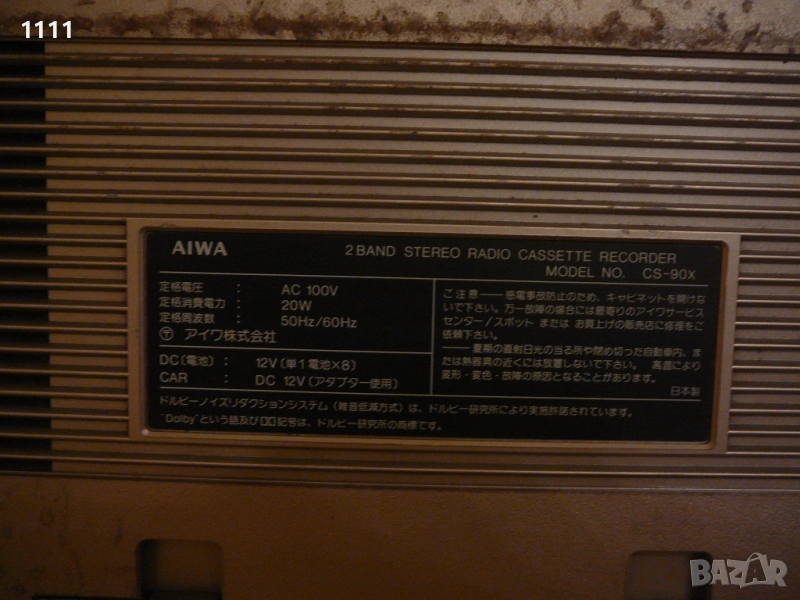 1111
AIWA
2 BAND STEREO RADIO CASSETTE RECORDER
MODEL NO. CS-90X
定格電圧 : AC 100V
定格消費電力 : 20W
定格周波数 : 50Hz/60Hz
〒 アイワ株式会社
DC(電池) : 12V(単1電池×8)
CAR : DC 12V(アダプター使用)
ご注意——感電事故防止のため、キャビネットを開けな
いで下さい。万一故障の場合には最寄りのアイワサービス
センター/スポット または お買上げの販売店に修理をご
依頼下さい。
——夏期の直射日光の当る所や閉め切った自動車内、ま
たは熱器具の近くには放置しないで下さい。 高温により
変形・変色・故障の原因となることがあります。
日本製
ドルビーノイズリダクションシステム(雑音低減方式)は、ドルビー研究所により実施許諾されています。
"Dolby"という語及び記号は、ドルビー研究所の商標です。
BAZAR